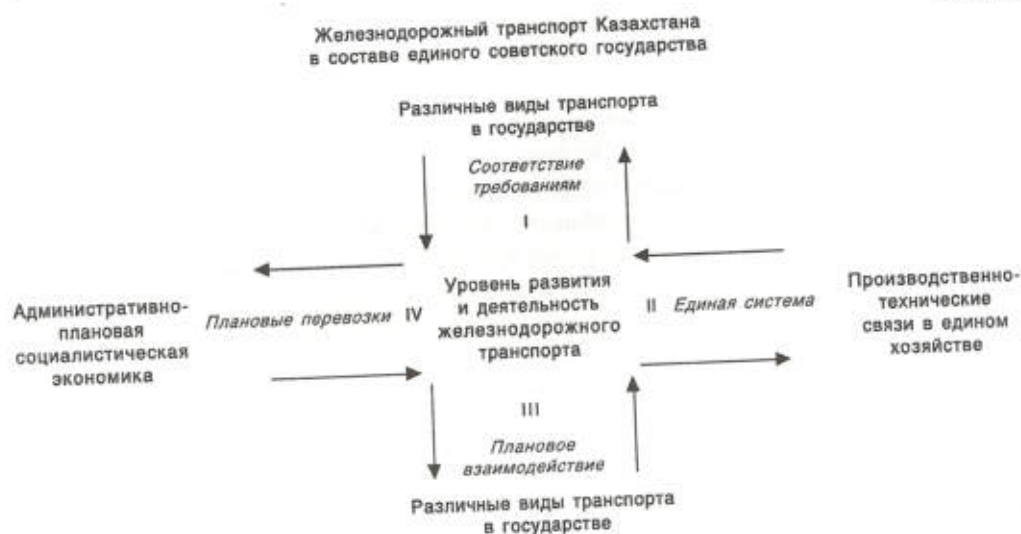 Железнодорожный транспорт Казахстана
в составе единого советского государства
Различные виды транспорта
в государстве
Соответствие
требованиям
I
Административно-
плановая
социалистическая
экономика
Плановые перевозки IV
Уровень развития
и деятельность
железнодорожного
транспорта
II Единая система
Производственно-
технические
связи в едином
хозяйстве
III
Плановое
взаимодействие
Различные виды транспорта
в государстве